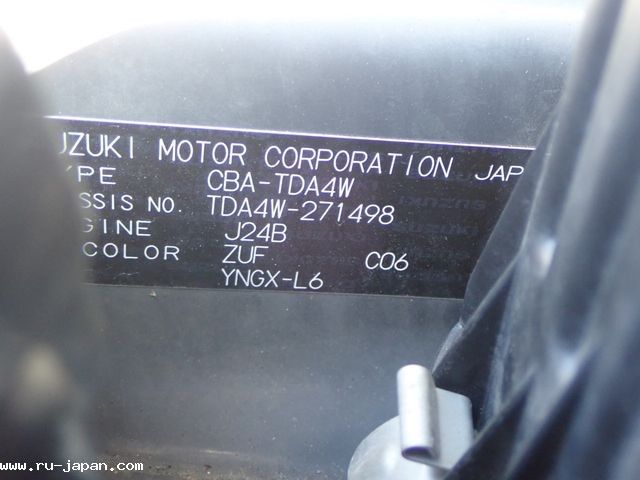 UZUKI MOTOR CORPORATION JAP
YPE CBA-TDA4W
SSIS NO. TDA4W-271498
GINE J24B
COLOR ZUF C06
YNGX-L6
www.ru-japan.com